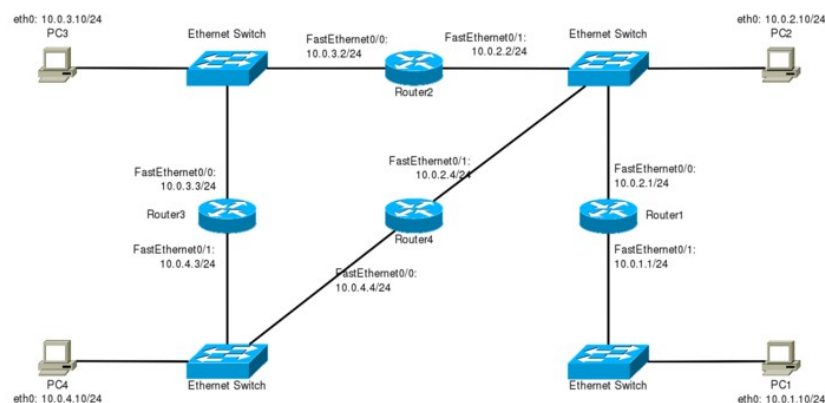 eth0: 10.0.3.10/24
PC3
Ethernet Switch
FastEthernet0/0:
10.0.3.2/24
Router2
FastEthernet0/1:
10.0.2.2/24
Ethernet Switch
eth0: 10.0.2.10/24
PC2
FastEthernet0/0:
10.0.3.3/24
Router3
FastEthernet0/1:
10.0.4.3/24
FastEthernet0/1:
10.0.2.4/24
Router4
FastEthernet0/0:
10.0.4.4/24
FastEthernet0/0:
10.0.2.1/24
Router1
FastEthernet0/1:
10.0.1.1/24
PC4
eth0: 10.0.4.10/24
Ethernet Switch
Ethernet Switch
PC1
eth0: 10.0.1.10/24